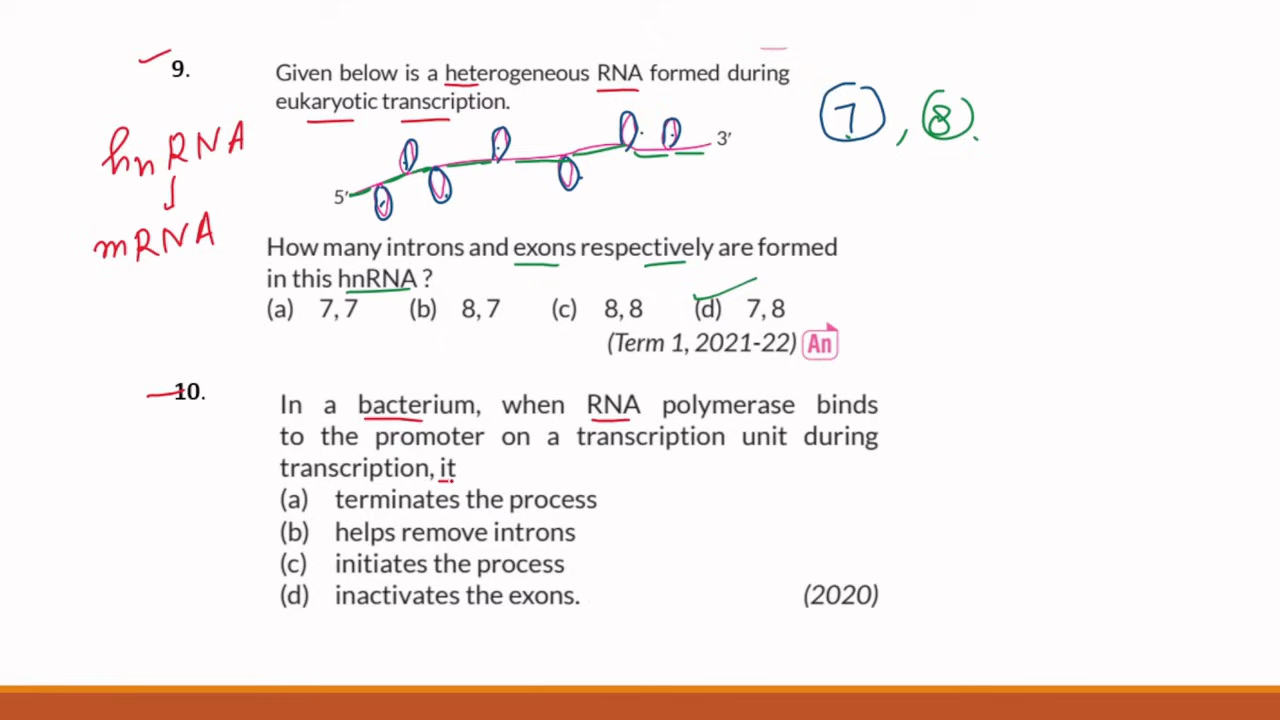 9.
Given below is a heterogeneous RNA formed during
eukaryotic transcription.
7 , 8.
hnRNA
mRNA
5′
3′
How many introns and exons respectively are formed
in this hnRNA ?
(a) 7, 7 (b) 8, 7 (c) 8, 8 (d) 7, 8
(Term 1, 2021-22) An
10.
In a bacterium, when RNA polymerase binds
to the promoter on a transcription unit during
transcription, it
(a) terminates the process
(b) helps remove introns
(c) initiates the process
(d) inactivates the exons. (2020)